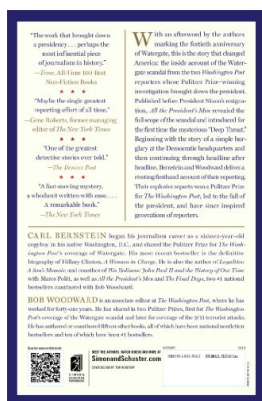 "The work that brought down
a presidency . . . perhaps the
most influential piece
of journalism in history."
—Time, All-Time 100 Best
Non-Fiction Books
★ ★ ★
"Maybe the single greatest
reporting effort of all time."
—Gene Roberts, former managing
editor of The New York Times
★ ★ ★
"One of the greatest
detective stories ever told."
—The Denver Post
★ ★ ★
"A fast-moving mystery,
a whodunit written with ease. . . .
A remarkable book."
—The New York Times
With an afterword by the authors
marking the fortieth anniversary
of Watergate, this is the story that changed
America: the inside account of the Water-
gate scandal from the two Washington Post
reporters whose Pulitzer Prize-winning
investigation brought down the president.
Published before President Nixon's resigna-
tion, All the President's Men revealed the
full scope of the scandal and introduced for
the first time the mysterious "Deep Throat."
Beginning with the story of a simple bur-
glary at the Democratic headquarters and
then continuing through headline after
headline, Bernstein and Woodward deliver a
riveting firsthand account of their reporting.
Their explosive reports won a Pulitzer Prize
for The Washington Post, led to the fall of
the president, and have since inspired
generations of reporters.
CARL BERNSTEIN began his journalism career as a sixteen-year-old
copyboy in his native Washington, D.C., and shared the Pulitzer Prize for The Wash-
ington Post's coverage of Watergate. His most recent bestseller is the definitive
biography of Hillary Clinton, A Woman in Charge. He is also the author of Loyalties:
A Son's Memoir and coauthor of His Holiness: John Paul II and the History of Our Time
with Marco Politi, as well as All the President's Men and The Final Days, two #1 national
bestsellers coauthored with Bob Woodward.
BOB WOODWARD is an associate editor at The Washington Post, where he has
worked for forty-one years. He has shared in two Pulitzer Prizes, first for The Washington
Post's coverage of the Watergate scandal and later for coverage of the 9/11 terrorist attacks.
He has authored or coauthored fifteen other books, all of which have been national nonfiction
bestsellers and ten of which have been #1 bestsellers.
MEET THE AUTHORS, WATCH VIDEOS AND MORE AT
SimonandSchuster.com